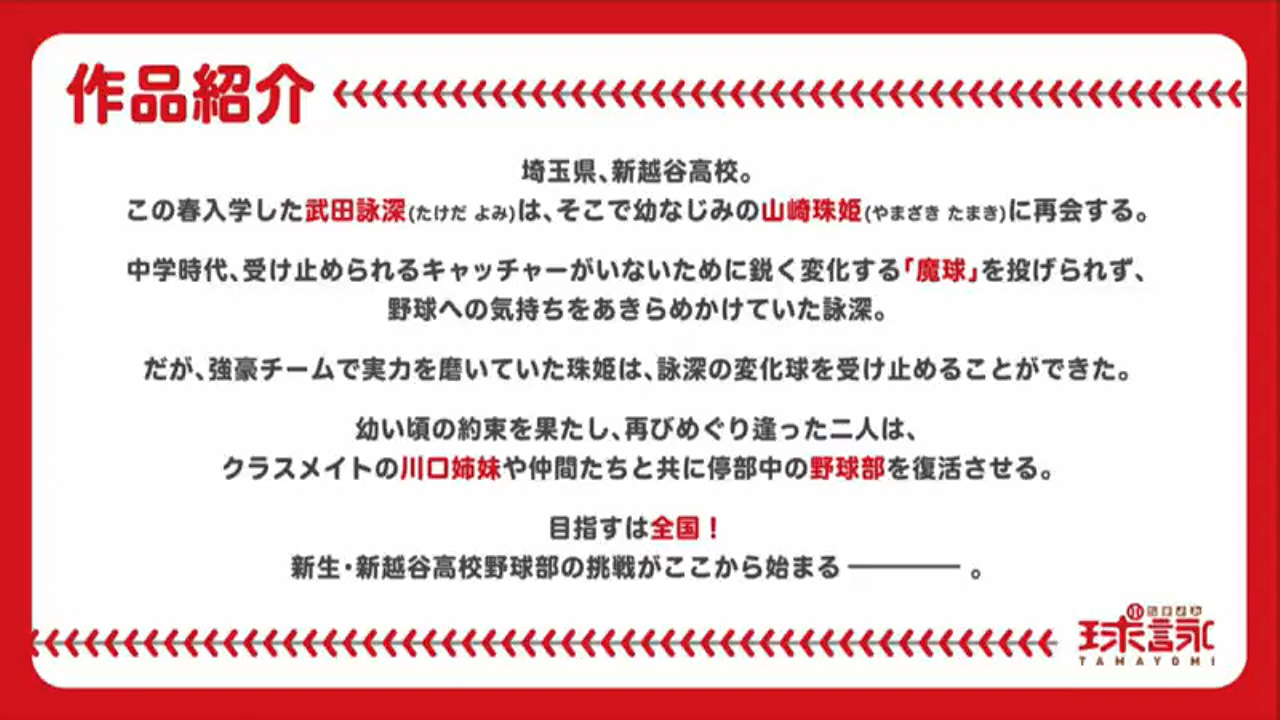 作品紹介
埼玉県、新越谷高校。
この春入学した武田詠深(たけだ よみ)は、そこで幼なじみの山崎珠姫(やまざき たまき)に再会する。
中学時代、受け止められるキャッチャーがいないために鋭く変化する「魔球」を投げられず、
野球への気持ちをあきらめかけていた詠深。
だが、強豪チームで実力を磨いていた珠姫は、詠深の変化球を受け止めることができた。
幼い頃の約束を果たし、再びめぐり逢った二人は、
クラスメイトの川口姉妹や仲間たちと共に停部中の野球部を復活させる。
目指すは全国！
新生・新越谷高校野球部の挑戦がここから始まる――――。
球詠
TAMAYOMI